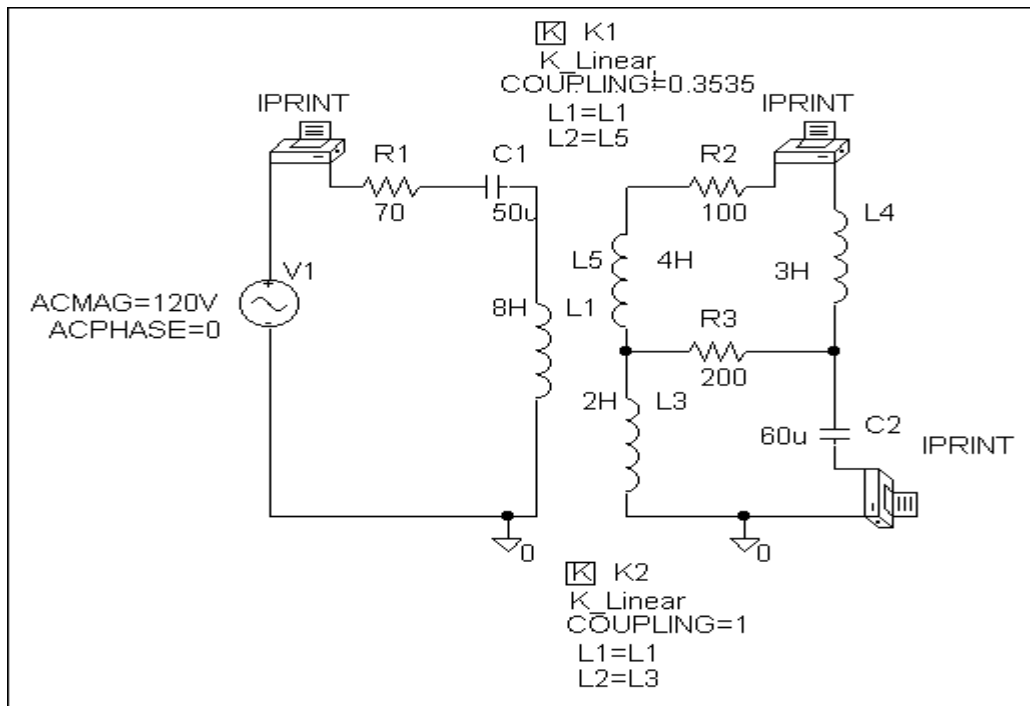 K K1
K_Linear
COUPLING=0.3535
L1=L1
L2=L5
IPRINT
IPRINT
R1
C1
R2
70
50u
100
L4
V1
L5
4H
3H
ACMAG=120V
ACPHASE=0
8H
L1
R3
200
2H
L3
60u
C2
IPRINT
0
0
K K2
K_Linear
COUPLING=1
L1=L1
L2=L3